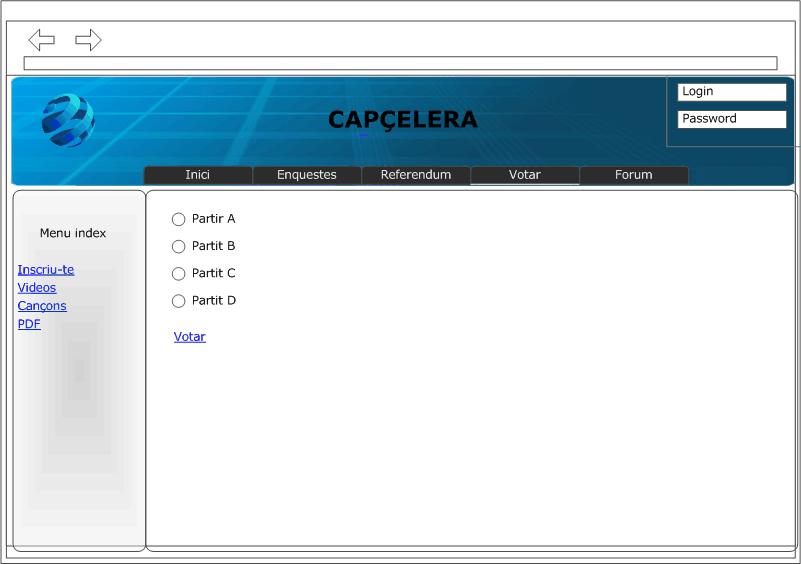 Login
CAPÇELERA
Password
Inici Enquestes Referendum Votar Forum
Menu index
Inscriu-te
Videos
Cançons
PDF
Partir A
Partit B
Partit C
Partit D
Votar